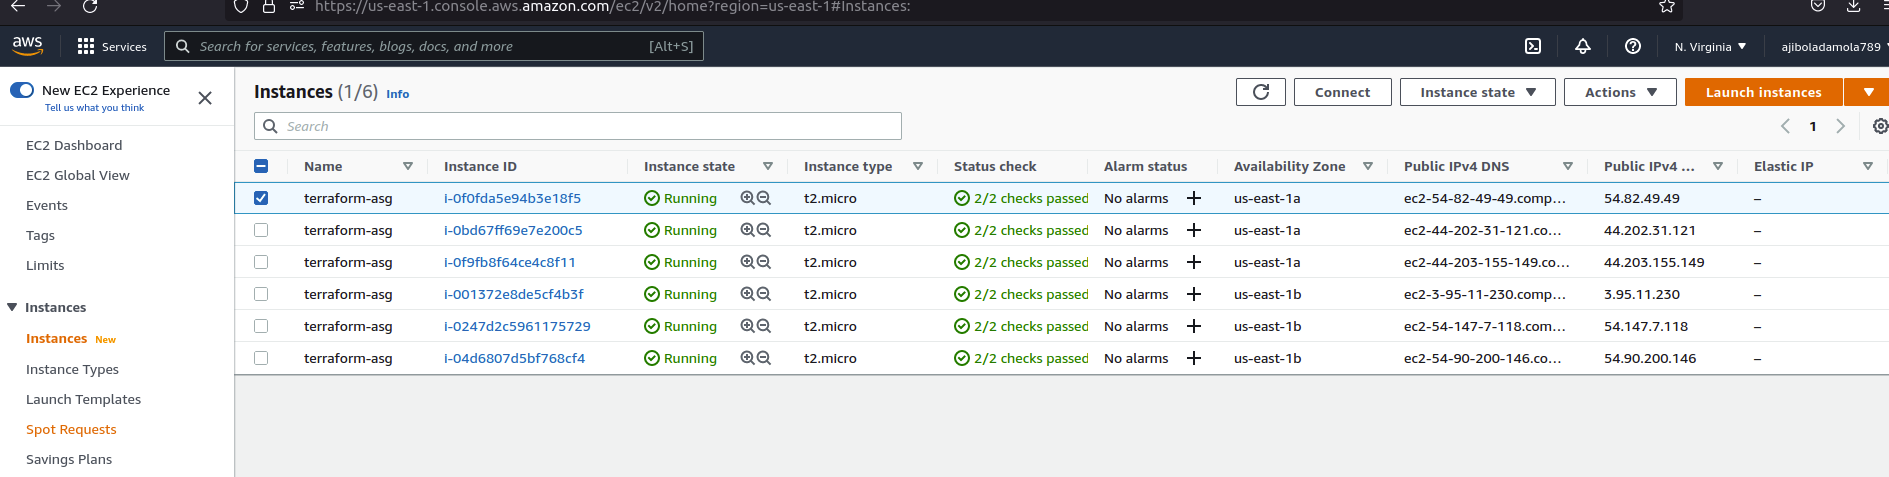 https://us-east-1.console.aws.amazon.com/ec2/v2/home?region=us-east-1#Instances:
aws Services Search for services, features, blogs, docs, and more [Alt+S] N. Virginia ajiboladamola789
New EC2 Experience
Tell us what you think
EC2 Dashboard
EC2 Global View
Events
Tags
Limits
Instances
Instances New
Instance Types
Launch Templates
Spot Requests
Savings Plans
Instances (1/6) Info Connect Instance state Actions Launch instances
Search 1
Name Instance ID Instance state Instance type Status check Alarm status Availability Zone Public IPv4 DNS Public IPv4 ... Elastic IP
terraform-asg i-0f0fda5e94b3e18f5 Running t2.micro 2/2 checks passed No alarms us-east-1a ec2-54-82-49-49.comp... 54.82.49.49 –
terraform-asg i-0bd67ff69e7e200c5 Running t2.micro 2/2 checks passed No alarms us-east-1a ec2-44-202-31-121.co... 44.202.31.121 –
terraform-asg i-0f9fb8f64ce4c8f11 Running t2.micro 2/2 checks passed No alarms us-east-1a ec2-44-203-155-149.co... 44.203.155.149 –
terraform-asg i-001372e8de5cf4b3f Running t2.micro 2/2 checks passed No alarms us-east-1b ec2-3-95-11-230.comp... 3.95.11.230 –
terraform-asg i-0247d2c5961175729 Running t2.micro 2/2 checks passed No alarms us-east-1b ec2-54-147-7-118.com... 54.147.7.118 –
terraform-asg i-04d6807d5bf768cf4 Running t2.micro 2/2 checks passed No alarms us-east-1b ec2-54-90-200-146.co... 54.90.200.146 –